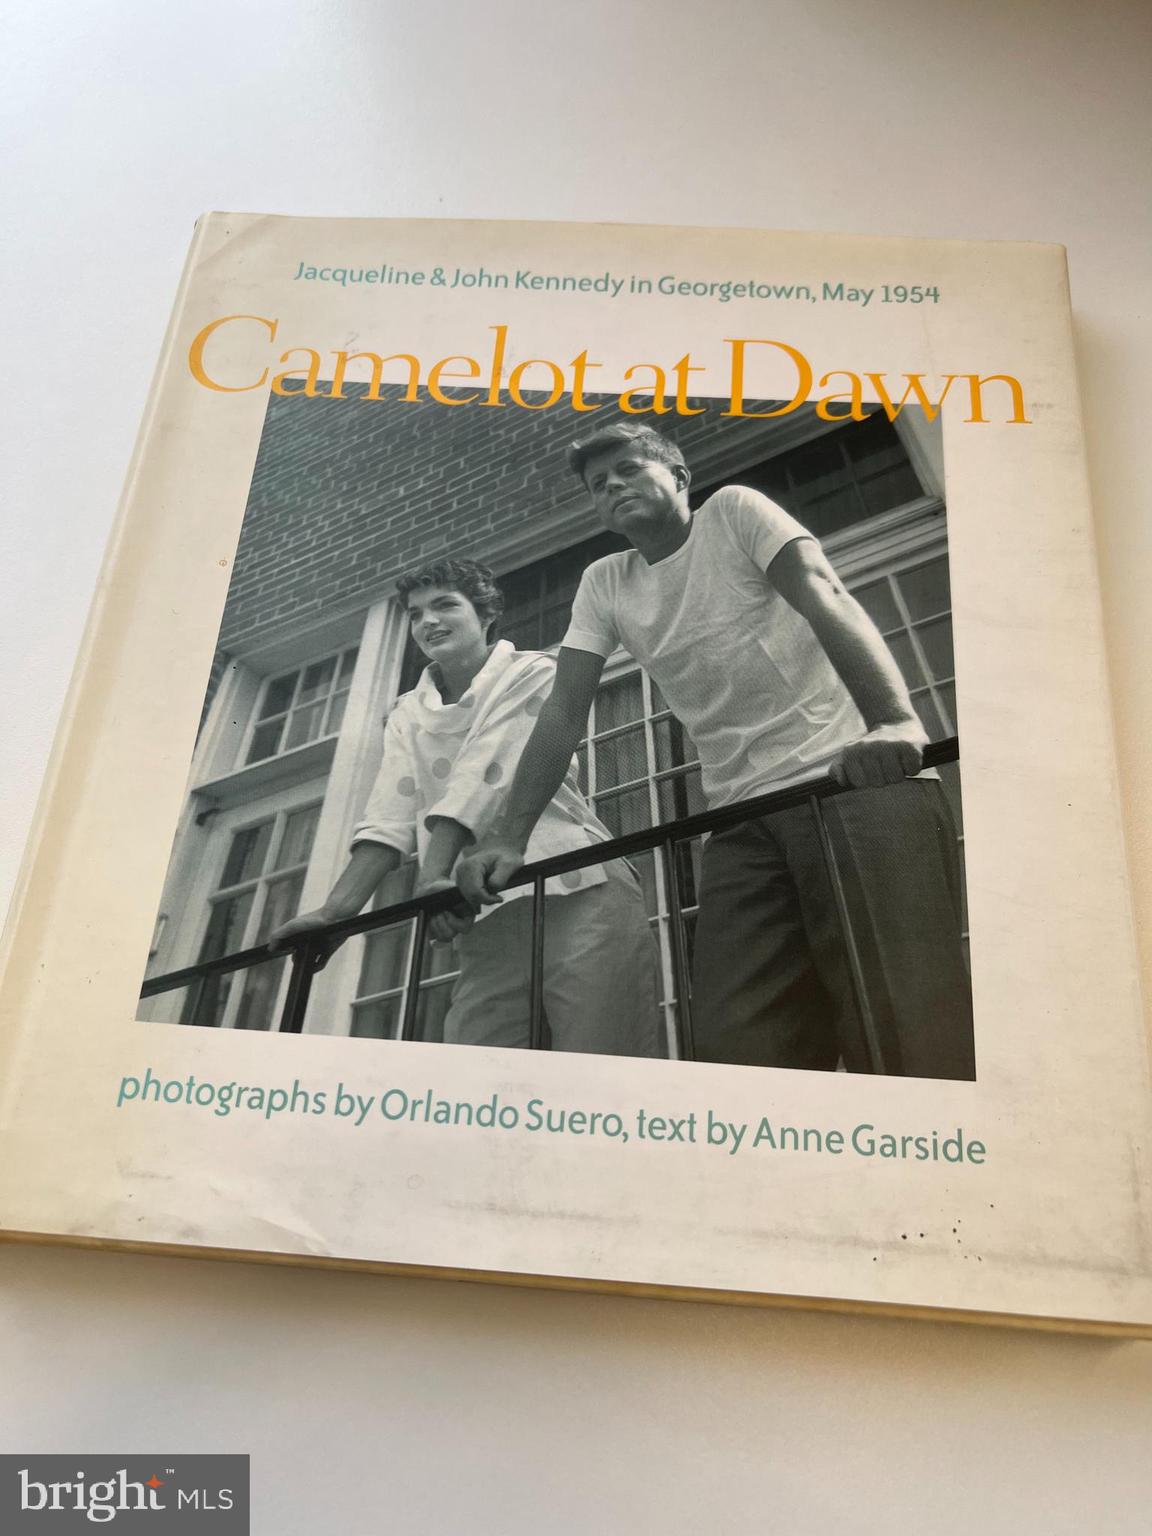 Jacqueline & John Kennedy in Georgetown, May 1954
Camelot at Dawn
photographs by Orlando Suero, text by Anne Garside
bright™ MLS